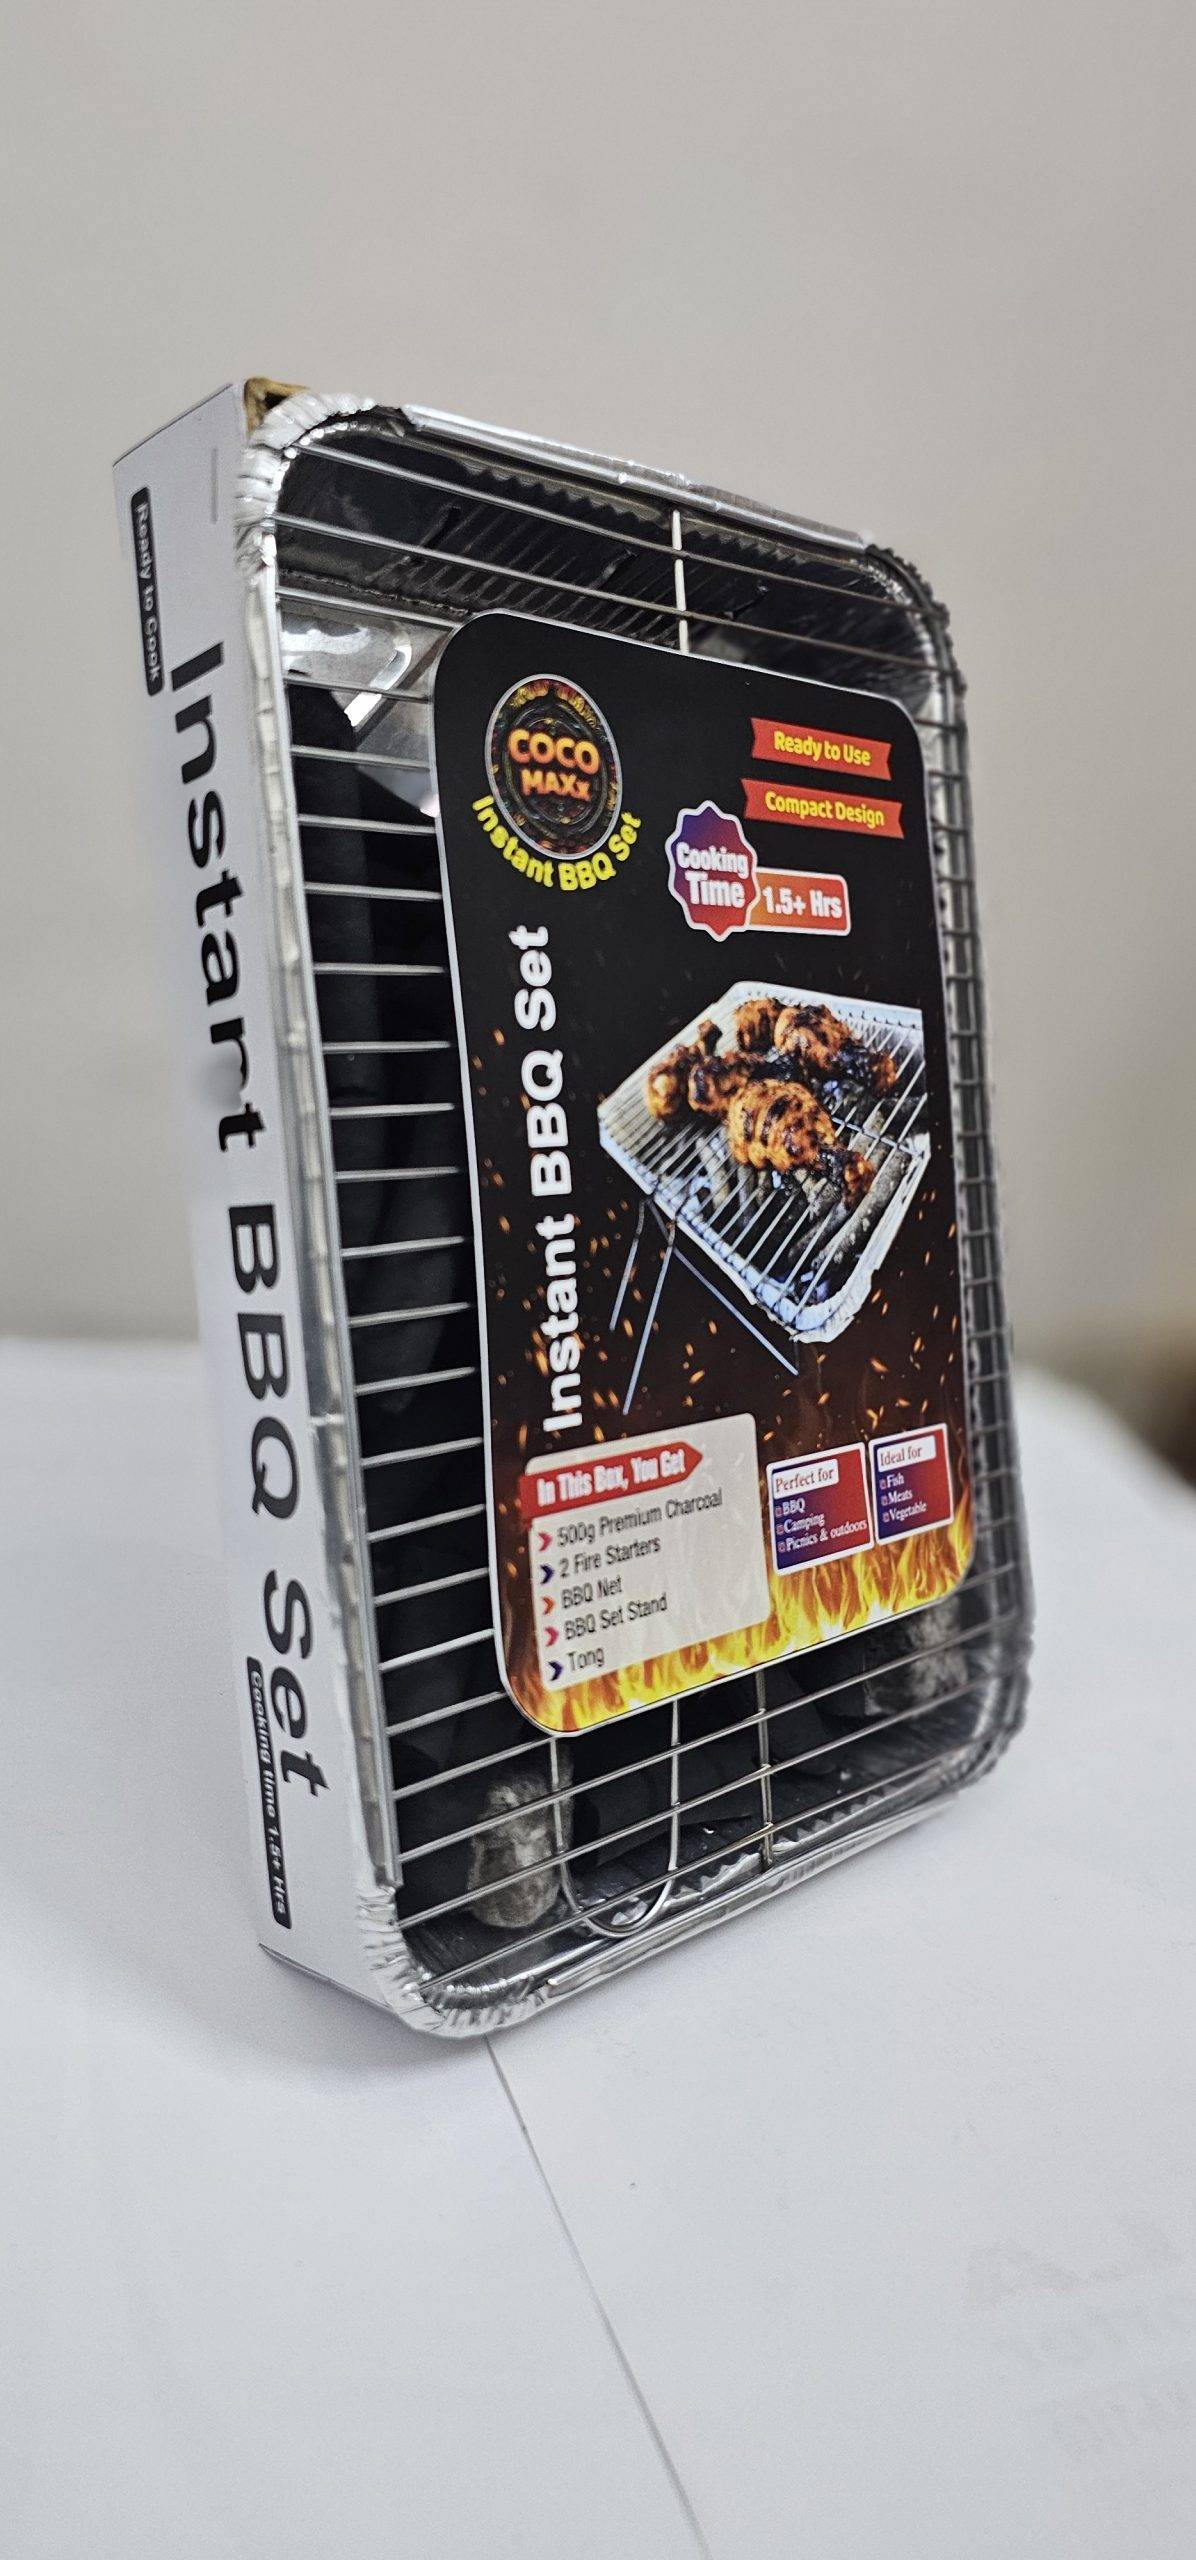 Ready to Cook
Instart BBQ Set
Cooking time 1.5+ Hrs
COCO
MAXx
Instant BBQ Set
Ready to Use
Compact Design
Cooking
Time
1.5+ Hrs
Instant BBQ Set
In This Box, You Get
500g Premium Charcoal
2 Fire Starters
BBQ Net
BBQ Set Stand
Tong
Perfect for
BBQ
Camping
Picnics & outdoors
Ideal for
Fish
Meats
Vegetable